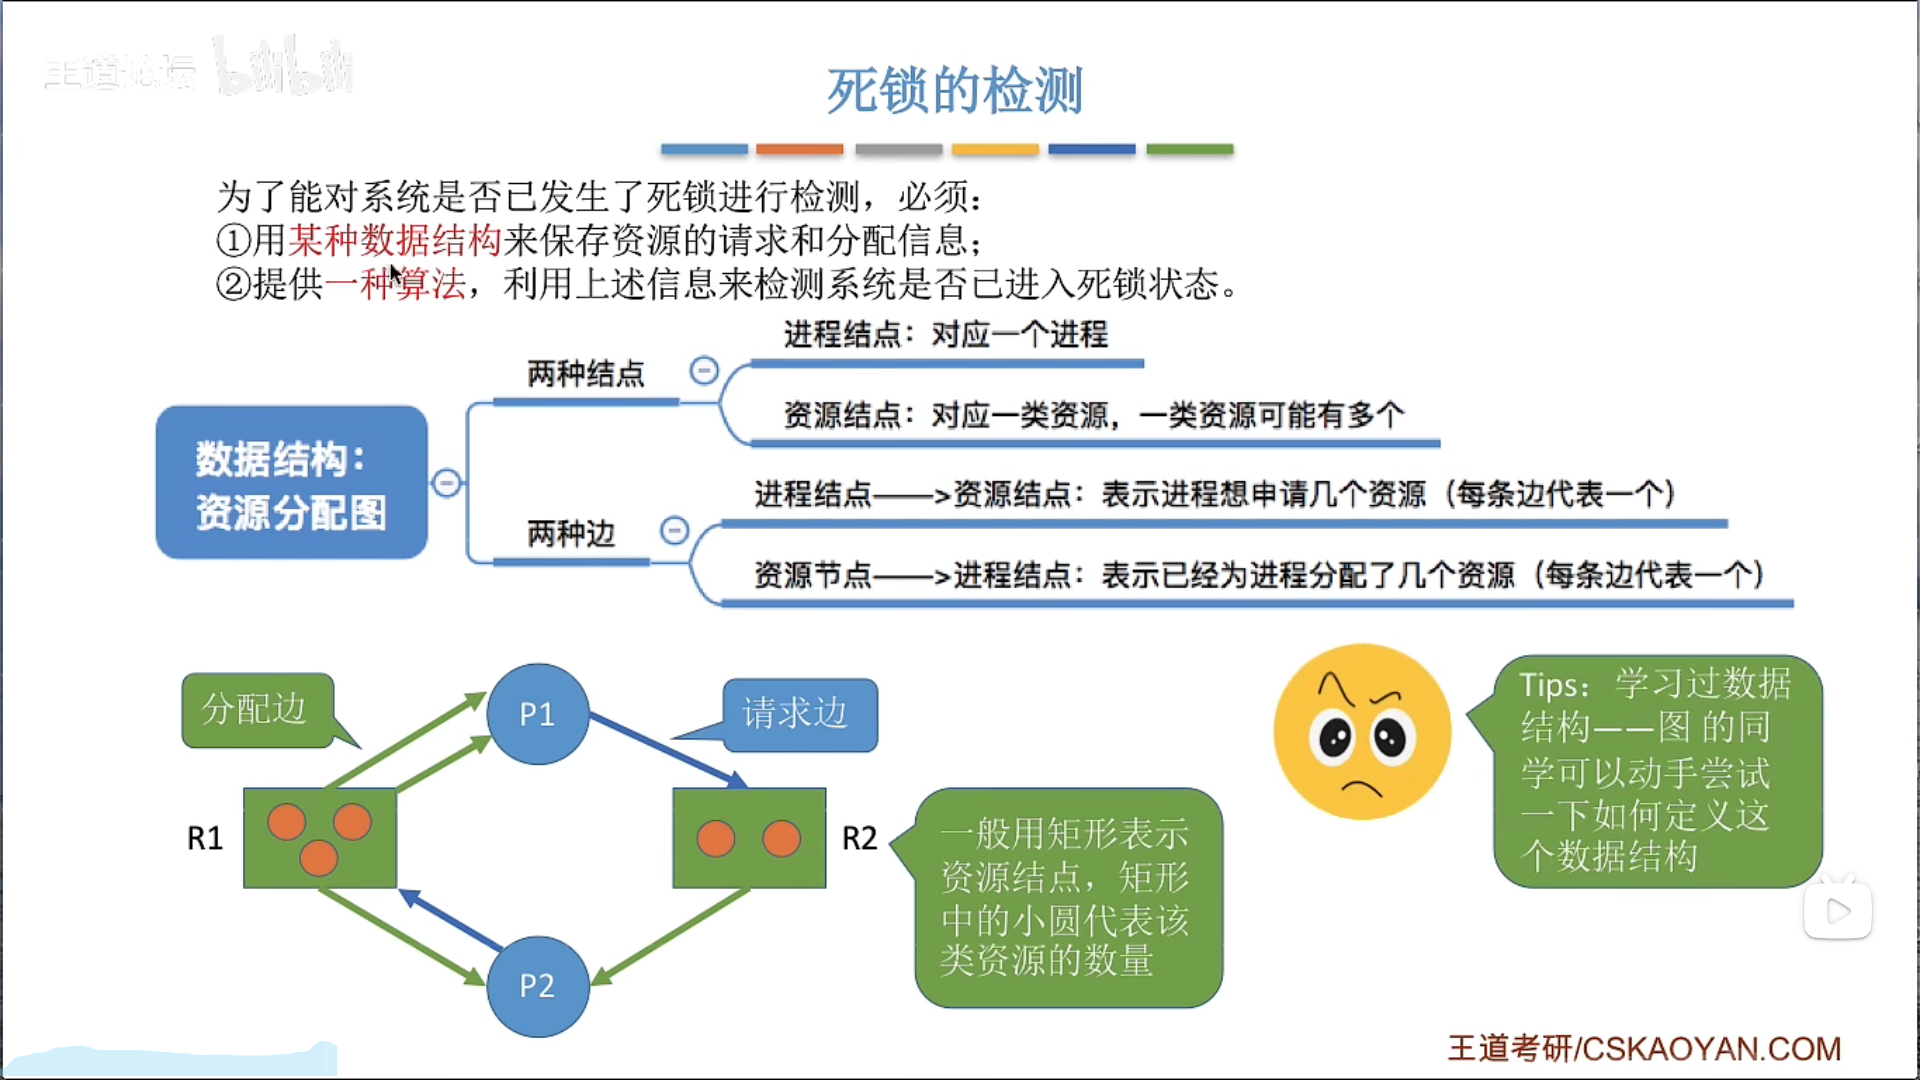 王道论坛 bilibili
死锁的检测
为了能对系统是否已发生了死锁进行检测，必须：
①用某种数据结构来保存资源的请求和分配信息；
②提供一种算法，利用上述信息来检测系统是否已进入死锁状态。
数据结构：
资源分配图
两种结点
进程结点：对应一个进程
资源结点：对应一类资源，一类资源可能有多个
两种边
进程结点——>资源结点：表示进程想申请几个资源（每条边代表一个）
资源节点——>进程结点：表示已经为进程分配了几个资源（每条边代表一个）
分配边
P1
请求边
R1
R2
P2
一般用矩形表示
资源结点，矩形
中的小圆代表该
类资源的数量
Tips：学习过数据
结构——图 的同
学可以动手尝试
一下如何定义这
个数据结构
王道考研/CSKAOYAN.COM